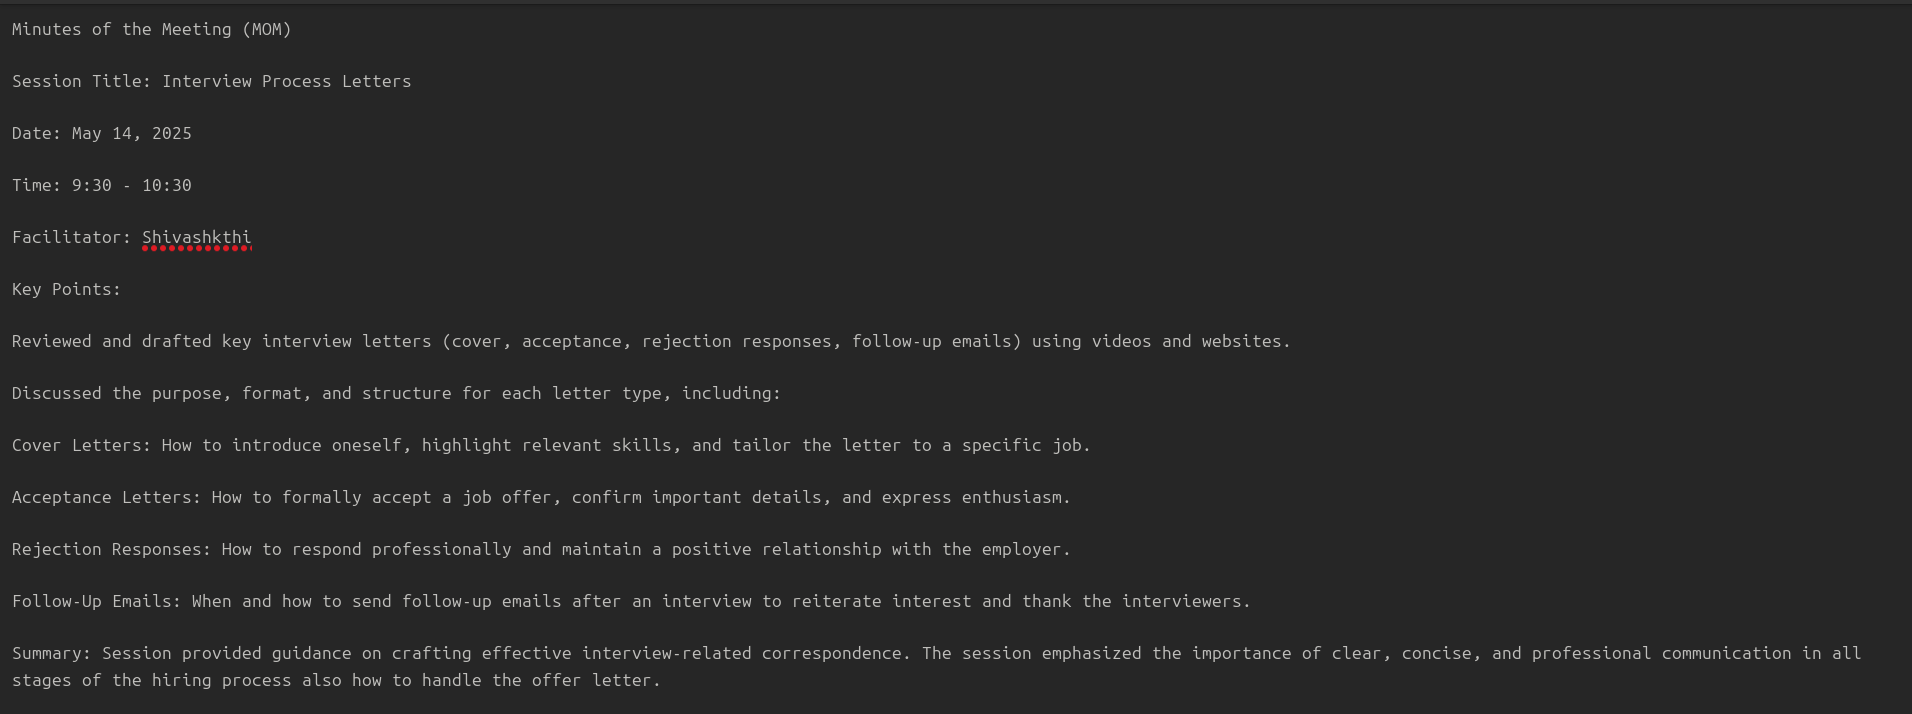 Minutes of the Meeting (MOM)
Session Title: Interview Process Letters
Date: May 14, 2025
Time: 9:30 - 10:30
Facilitator: Shivashkthi
Key Points:
Reviewed and drafted key interview letters (cover, acceptance, rejection responses, follow-up emails) using videos and websites.
Discussed the purpose, format, and structure for each letter type, including:
Cover Letters: How to introduce oneself, highlight relevant skills, and tailor the letter to a specific job.
Acceptance Letters: How to formally accept a job offer, confirm important details, and express enthusiasm.
Rejection Responses: How to respond professionally and maintain a positive relationship with the employer.
Follow-Up Emails: When and how to send follow-up emails after an interview to reiterate interest and thank the interviewers.
Summary: Session provided guidance on crafting effective interview-related correspondence. The session emphasized the importance of clear, concise, and professional communication in all
stages of the hiring process also how to handle the offer letter.